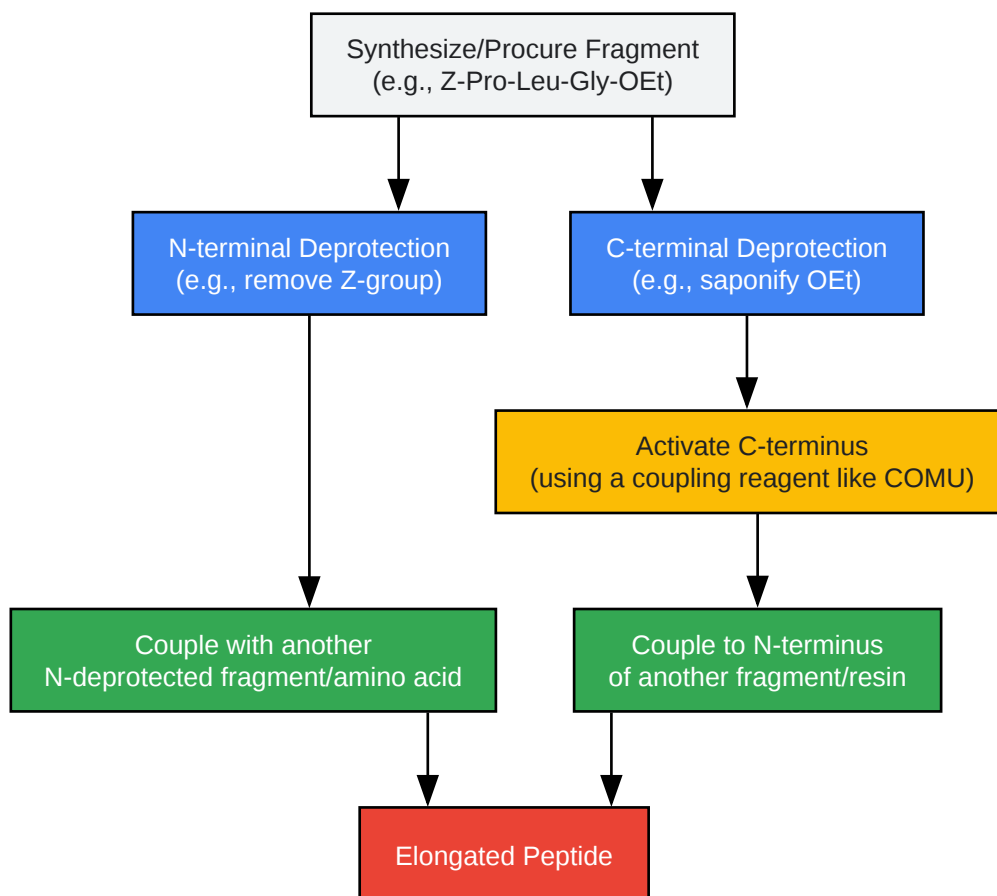 Synthesize/Procure Fragment
(e.g., Z-Pro-Leu-Gly-OEt)
N-terminal Deprotection
(e.g., remove Z-group)
C-terminal Deprotection
(e.g., saponify OEt)
Activate C-terminus
(using a coupling reagent like COMU)
Couple with another
N-deprotected fragment/amino acid
Couple to N-terminus
of another fragment/resin
Elongated Peptide